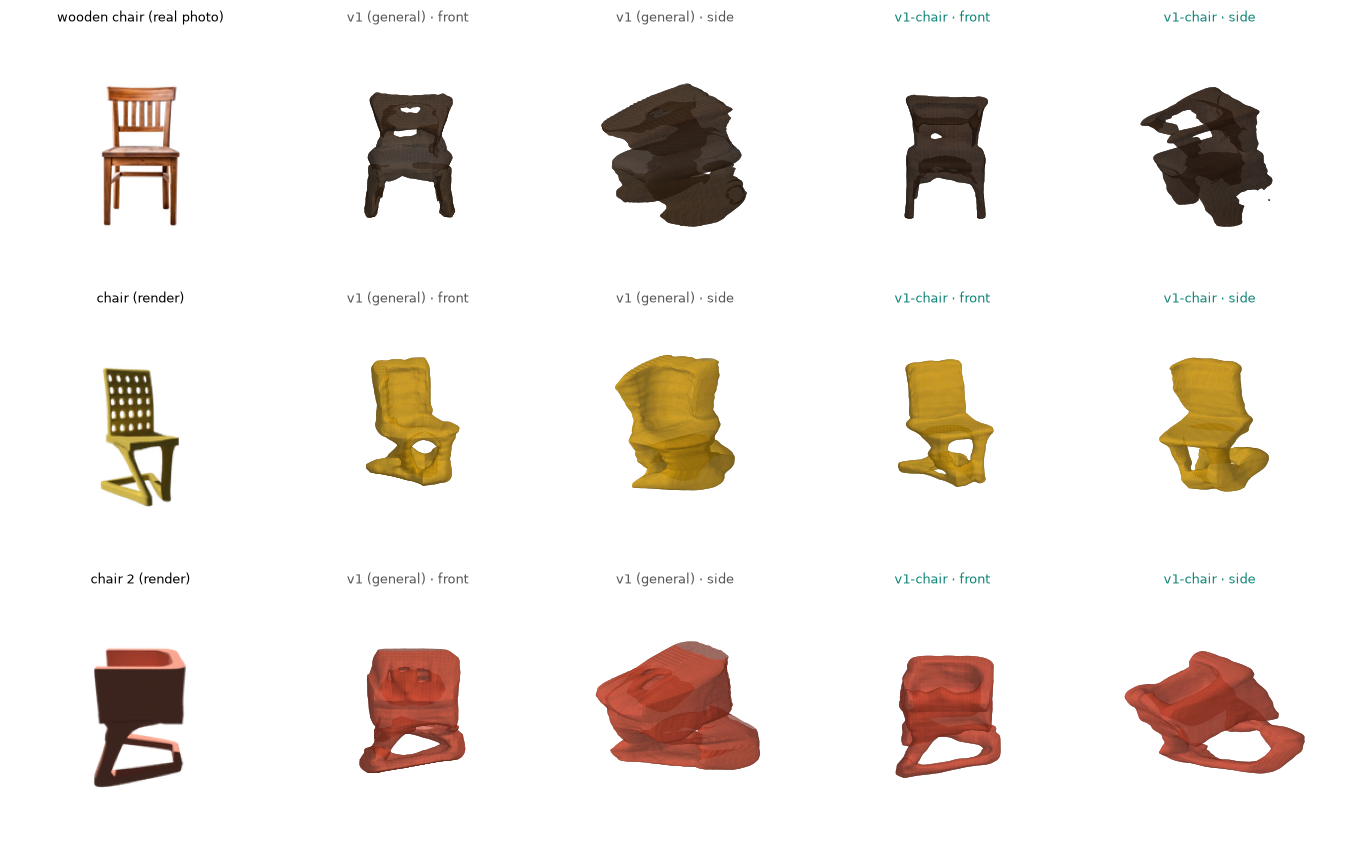 wooden chair (real photo)
v1 (general) · front
v1 (general) · side
v1-chair · front
v1-chair · side
chair (render)
v1 (general) · front
v1 (general) · side
v1-chair · front
v1-chair · side
chair 2 (render)
v1 (general) · front
v1 (general) · side
v1-chair · front
v1-chair · side